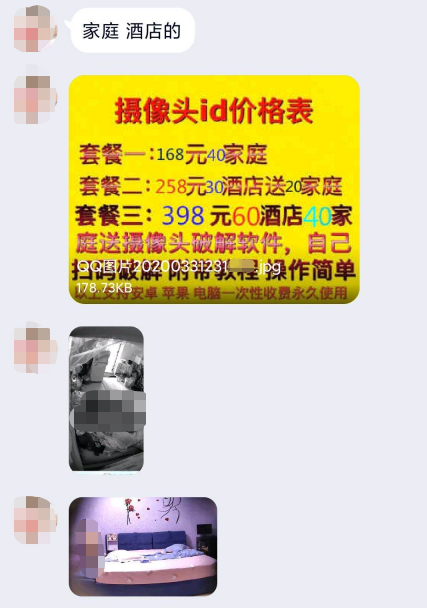 家庭 酒店的
摄像头id价格表
套餐一：168元40家庭
套餐二：258元30酒店送20家庭
套餐三：398元60酒店40家
庭送摄像头破解软件，自己
扫码破解 附带教程 操作简单
QQ图片20200331231
.jpg
178.73KB
以上支持安卓 苹果 电脑一次性收费永久使用